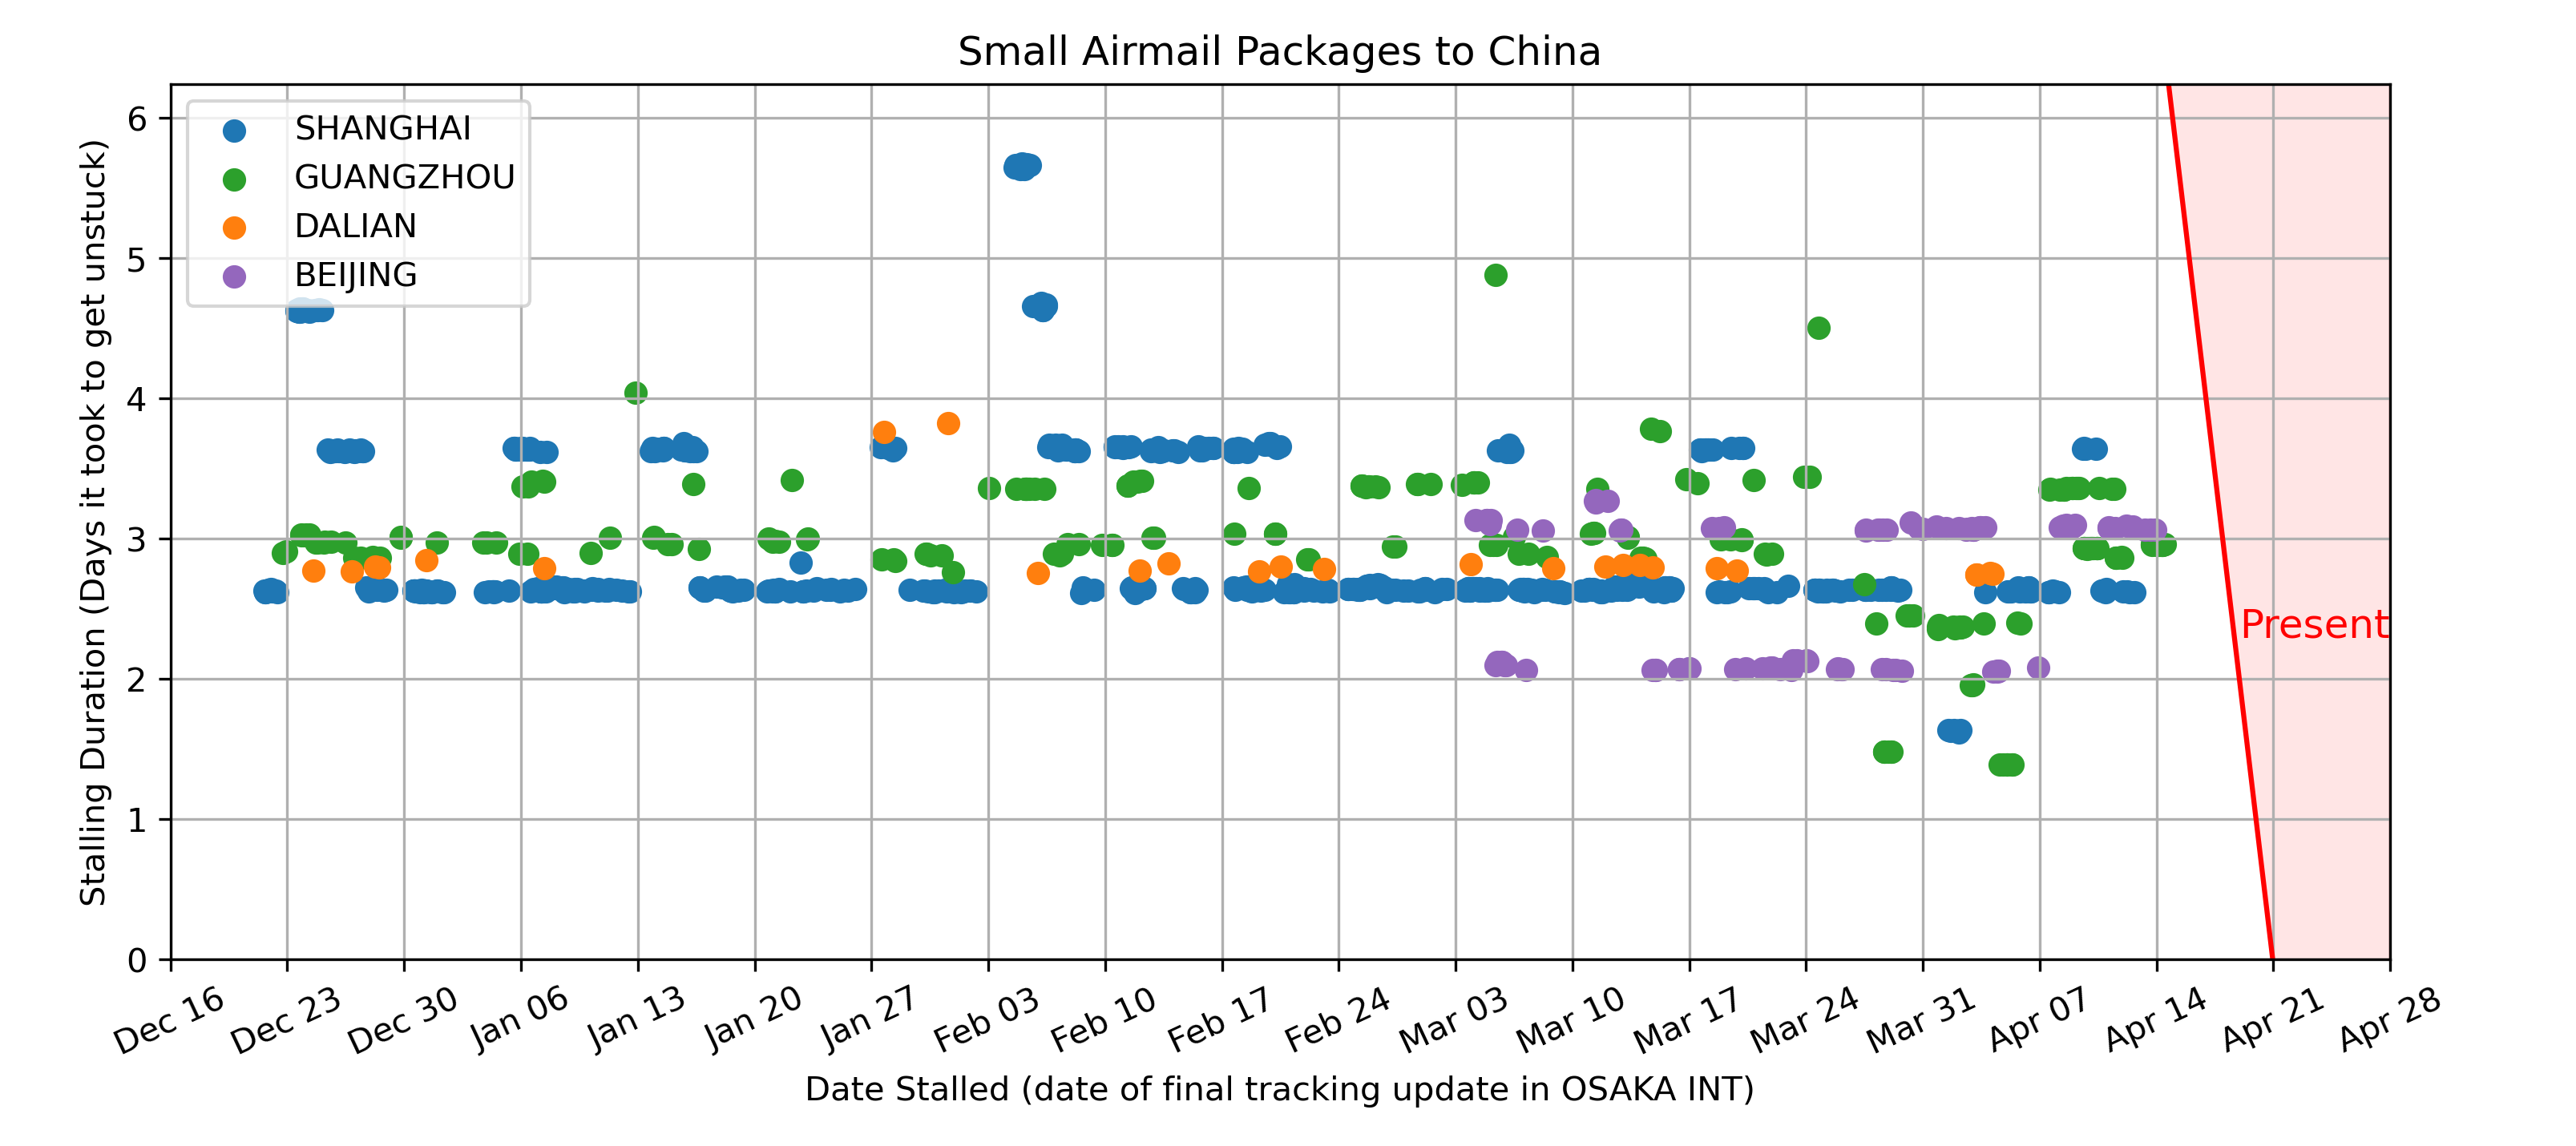 Small Airmail Packages to China
Stalling Duration (Days it took to get unstuck)
6
5
4
3
2
1
0
SHANGHAI
GUANGZHOU
DALIAN
BEIJING
Present
Dec 16
Dec 23
Dec 30
Jan 06
Jan 13
Jan 20
Jan 27
Feb 03
Feb 10
Feb 17
Feb 24
Mar 03
Mar 10
Mar 17
Mar 24
Mar 31
Apr 07
Apr 14
Apr 21
Apr 28
Date Stalled (date of final tracking update in OSAKA INT)